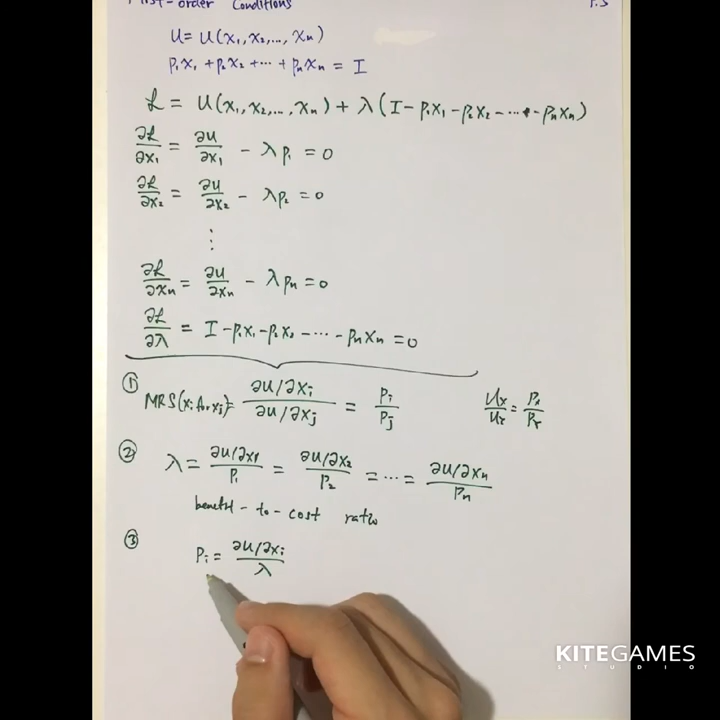 First-order Conditions
P.3
U = U(x₁, x₂, ..., xₙ)
p₁x₁ + p₂x₂ + ... + pₙxₙ = I
ℒ = U(x₁, x₂, ..., xₙ) + λ(I - p₁x₁ - p₂x₂ - ... - pₙxₙ)
∂ℒ/∂x₁ = ∂U/∂x₁ - λp₁ = 0
∂ℒ/∂x₂ = ∂U/∂x₂ - λp₂ = 0
⋮
∂ℒ/∂xₙ = ∂U/∂xₙ - λpₙ = 0
∂ℒ/∂λ = I - p₁x₁ - p₂x₂ - ... - pₙxₙ = 0
① MRS(xᵢ for xⱼ) = (∂U/∂xᵢ)/(∂U/∂xⱼ) = pᵢ/pⱼ
Uₓ/Uᵧ = Pₓ/Pᵧ
② λ = (∂U/∂x₁)/p₁ = (∂U/∂x₂)/p₂ = ... = (∂U/∂xₙ)/pₙ
benefit-to-cost ratio
③ pᵢ = (∂U/∂xᵢ)/λ
KITEGAMES
STUDIO